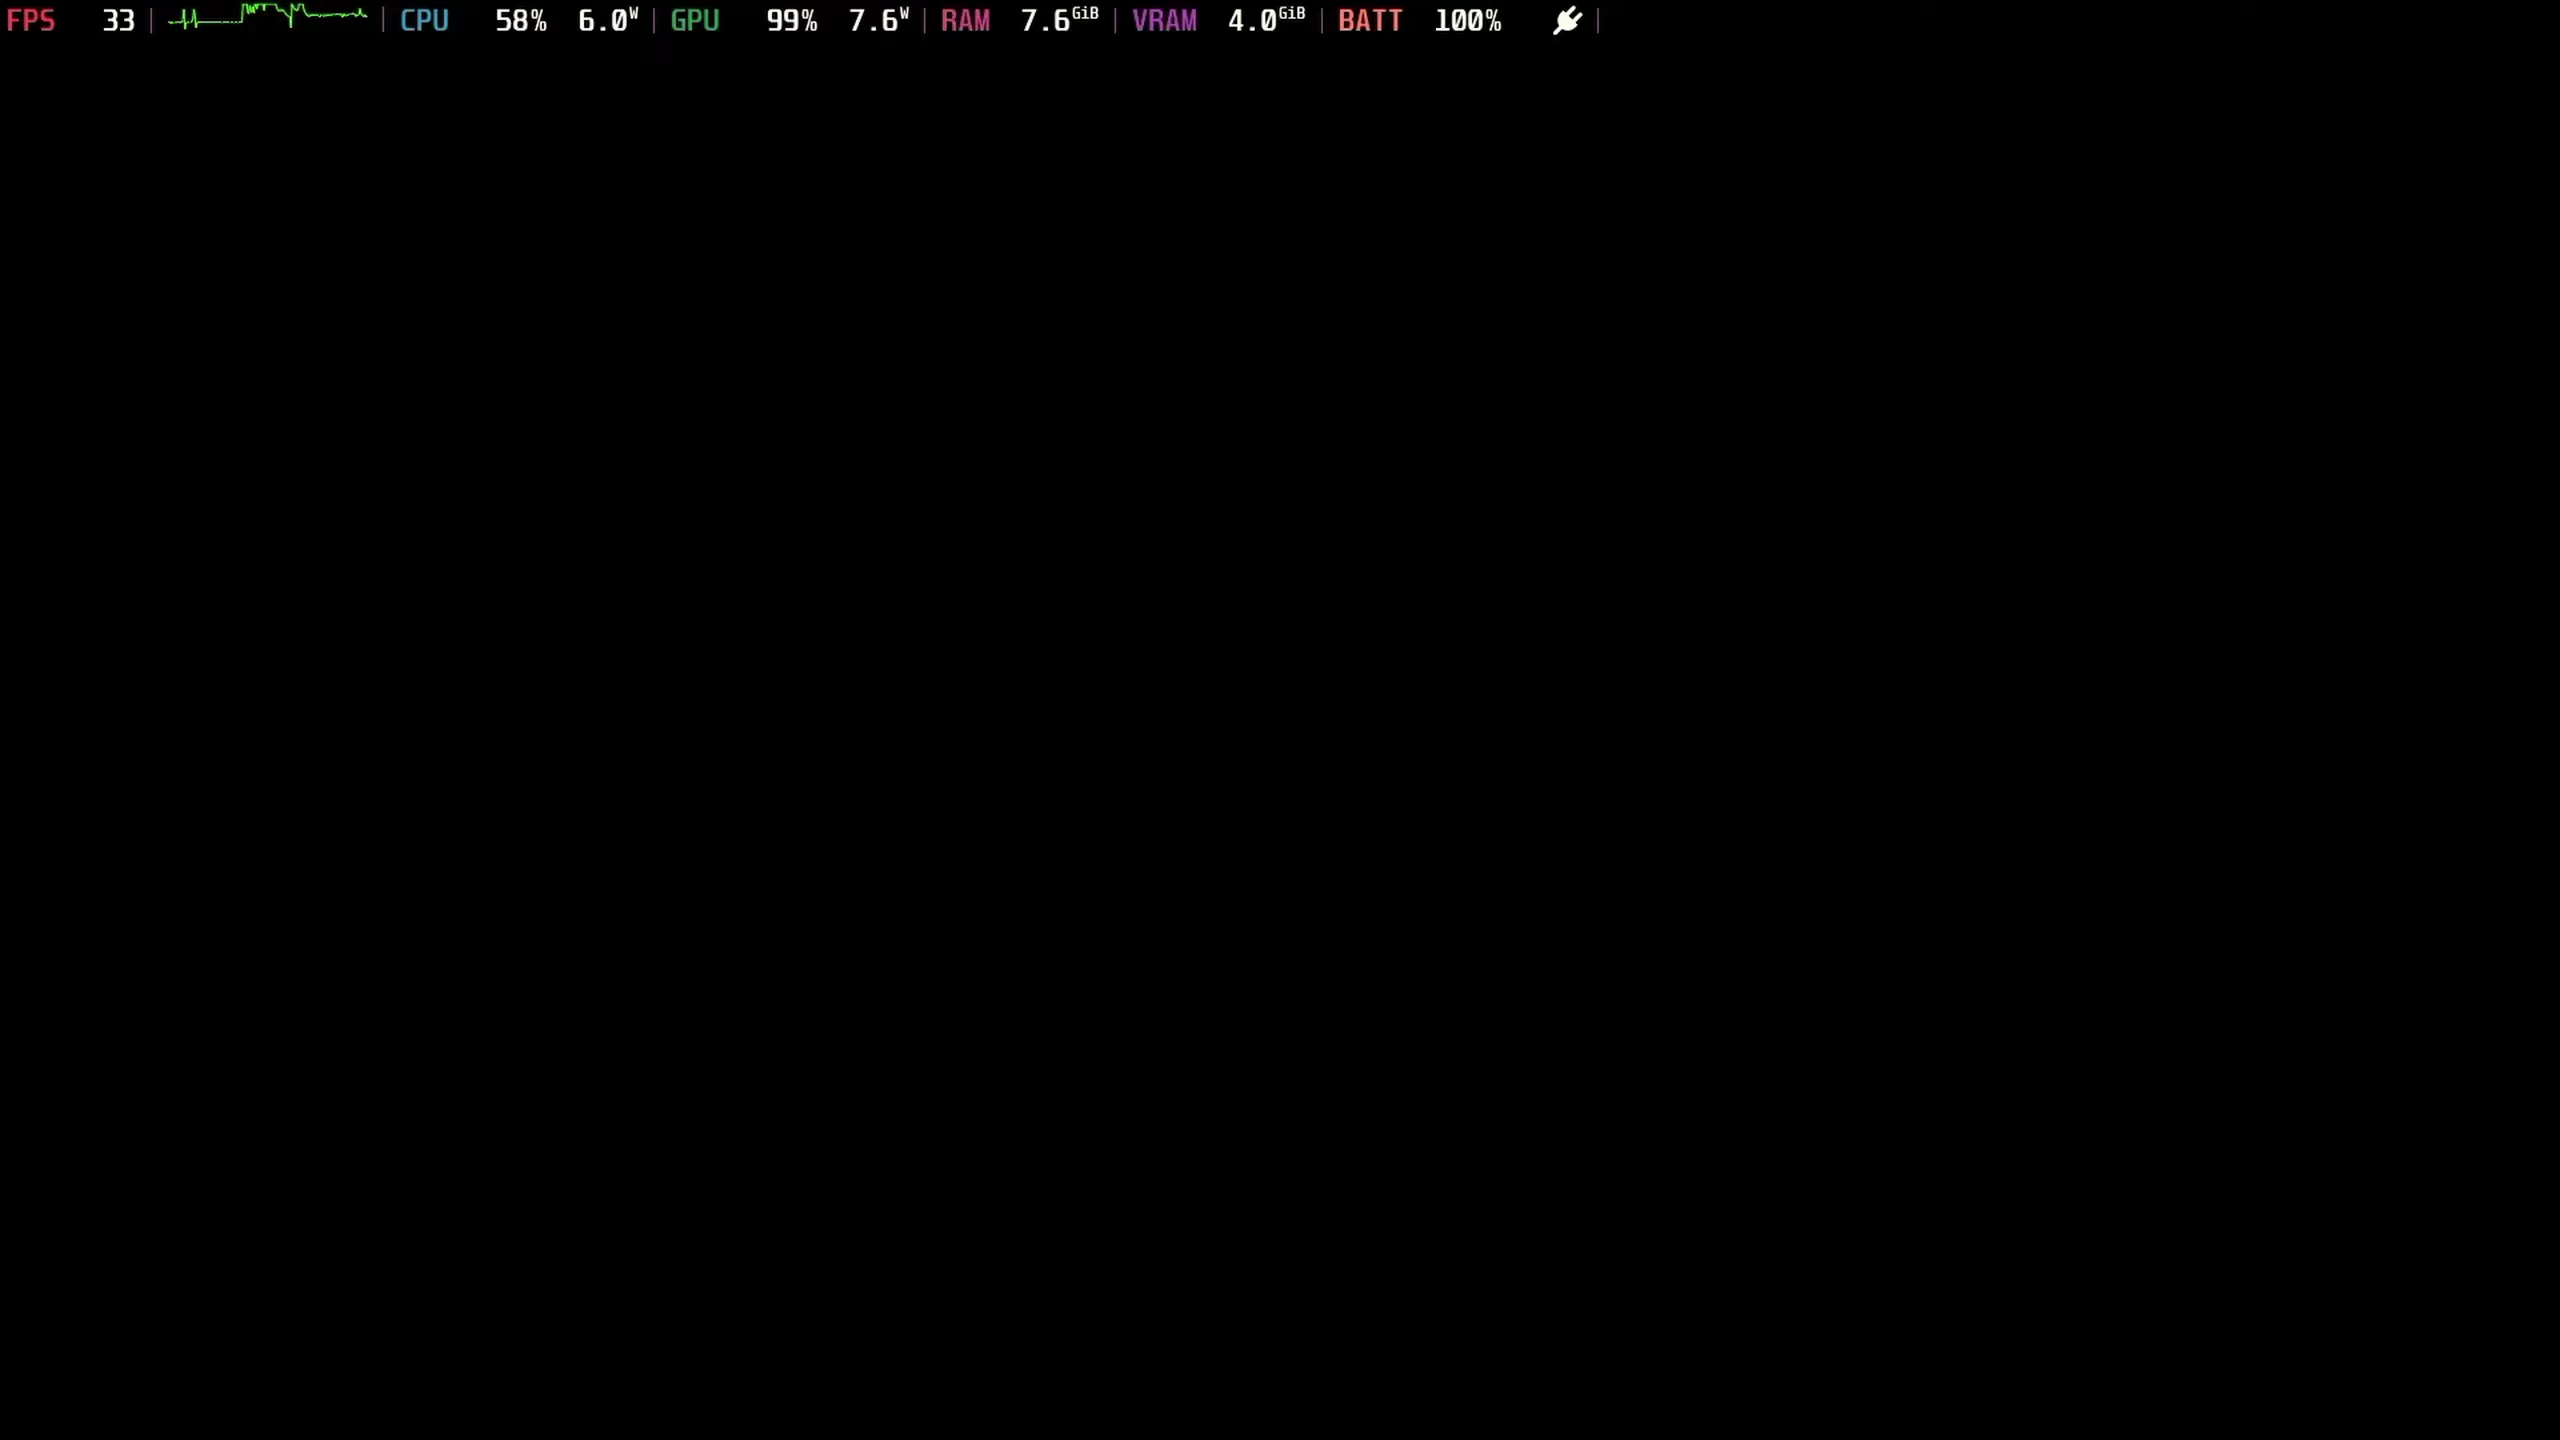 FPS 33 | | CPU 58% 6.0W | GPU 99% 7.6W | RAM 7.6GiB | VRAM 4.0GiB | BATT 100% |